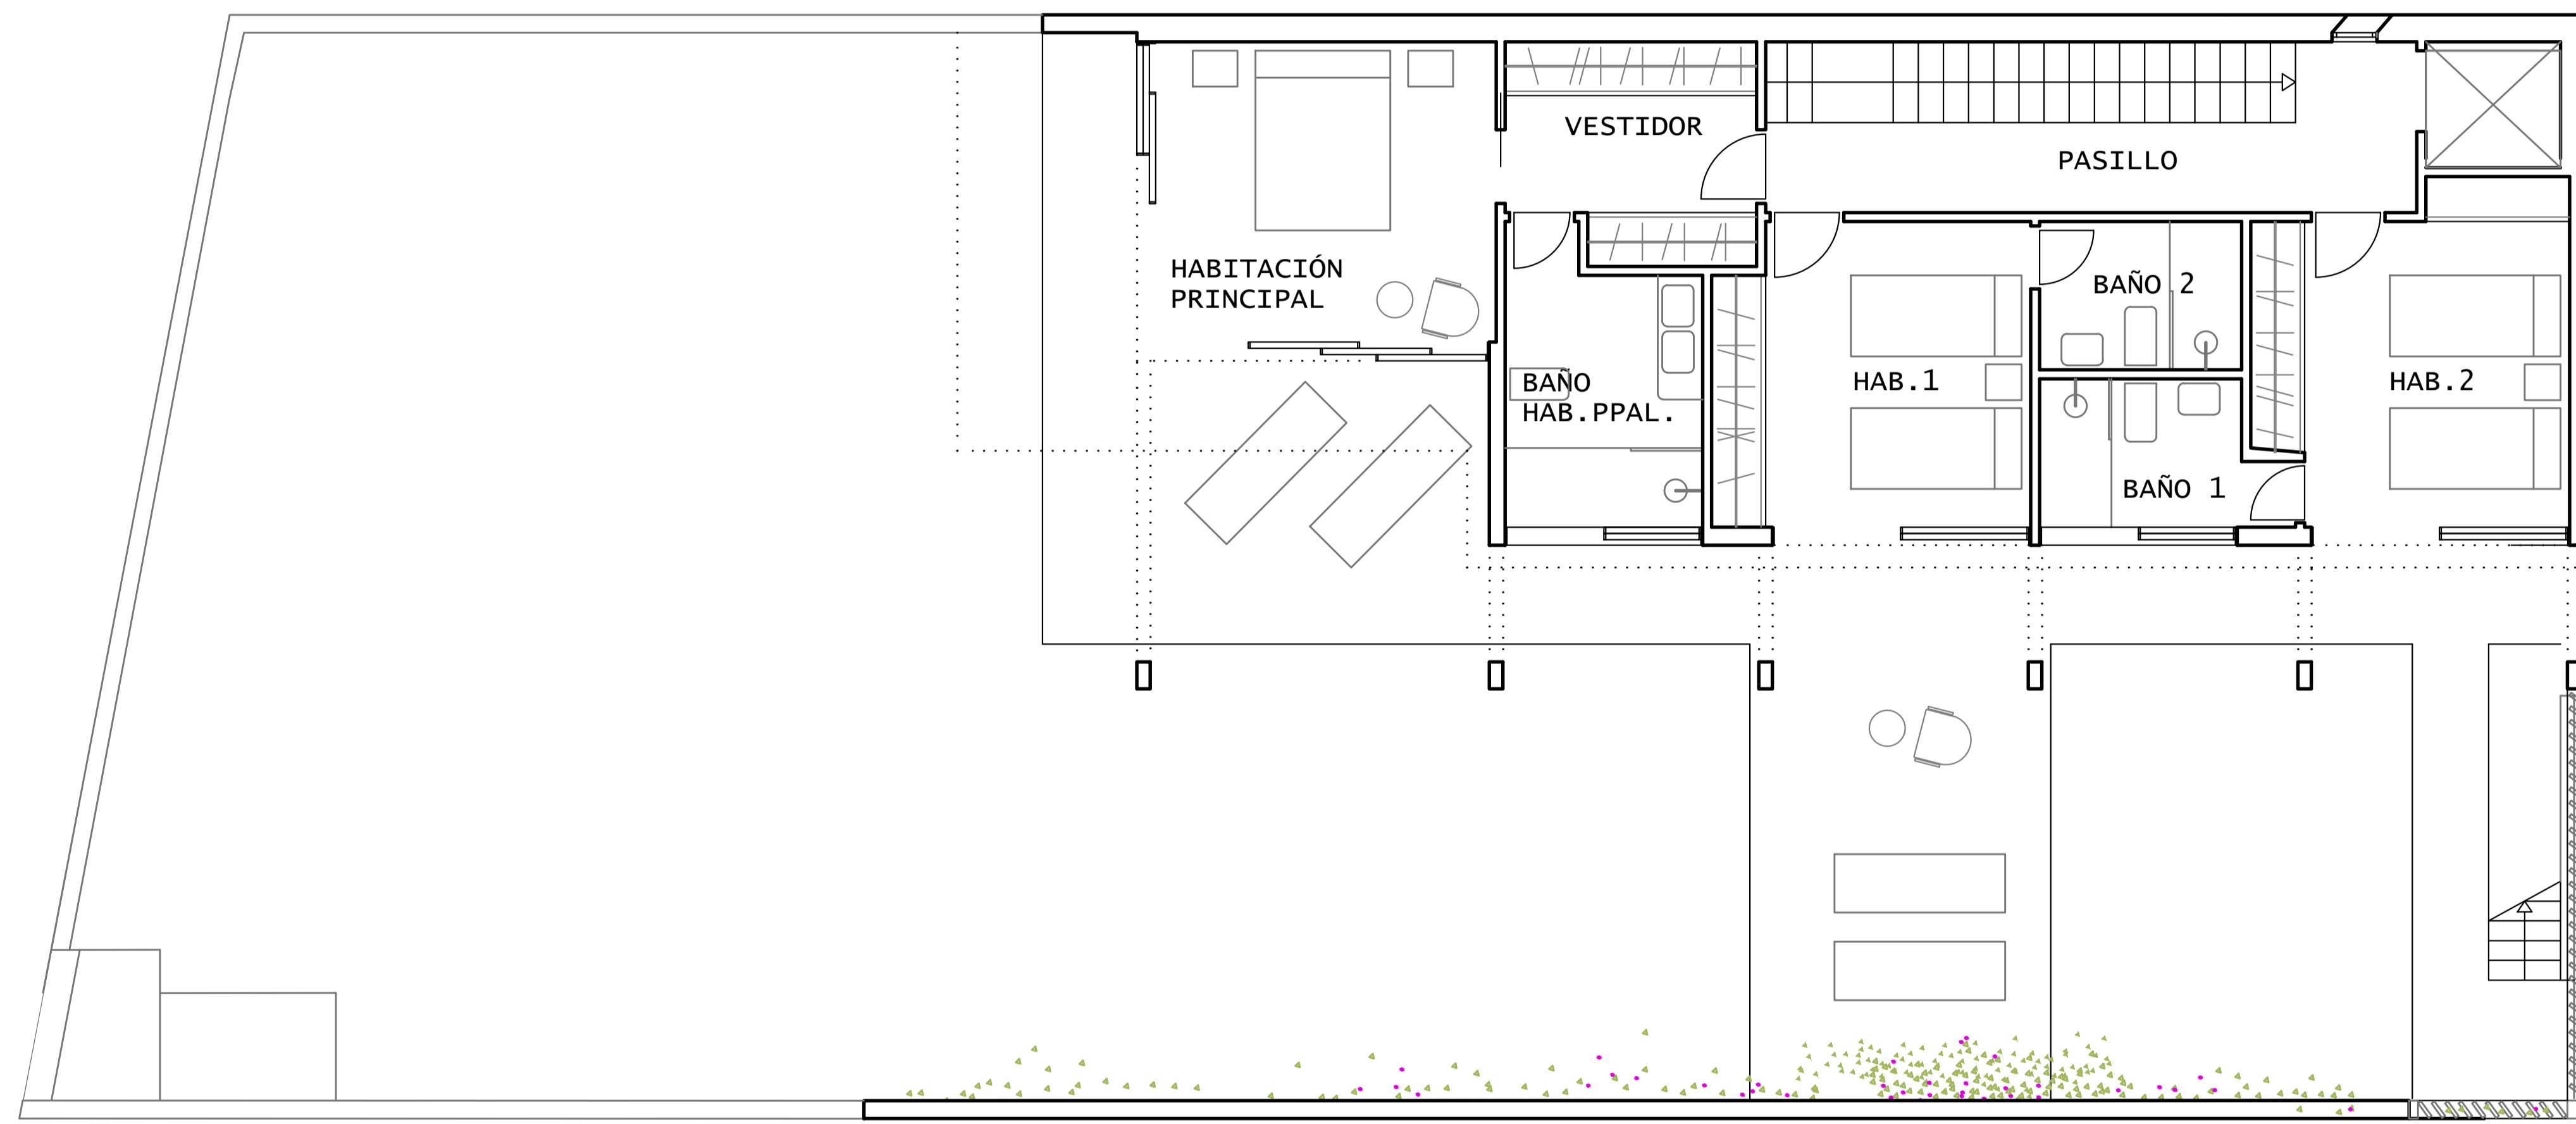 VESTIDOR
PASILLO
HABITACIÓN
PRINCIPAL
BAÑO 2
BAÑO
HAB.PPAL.
HAB.1
HAB.2
BAÑO 1